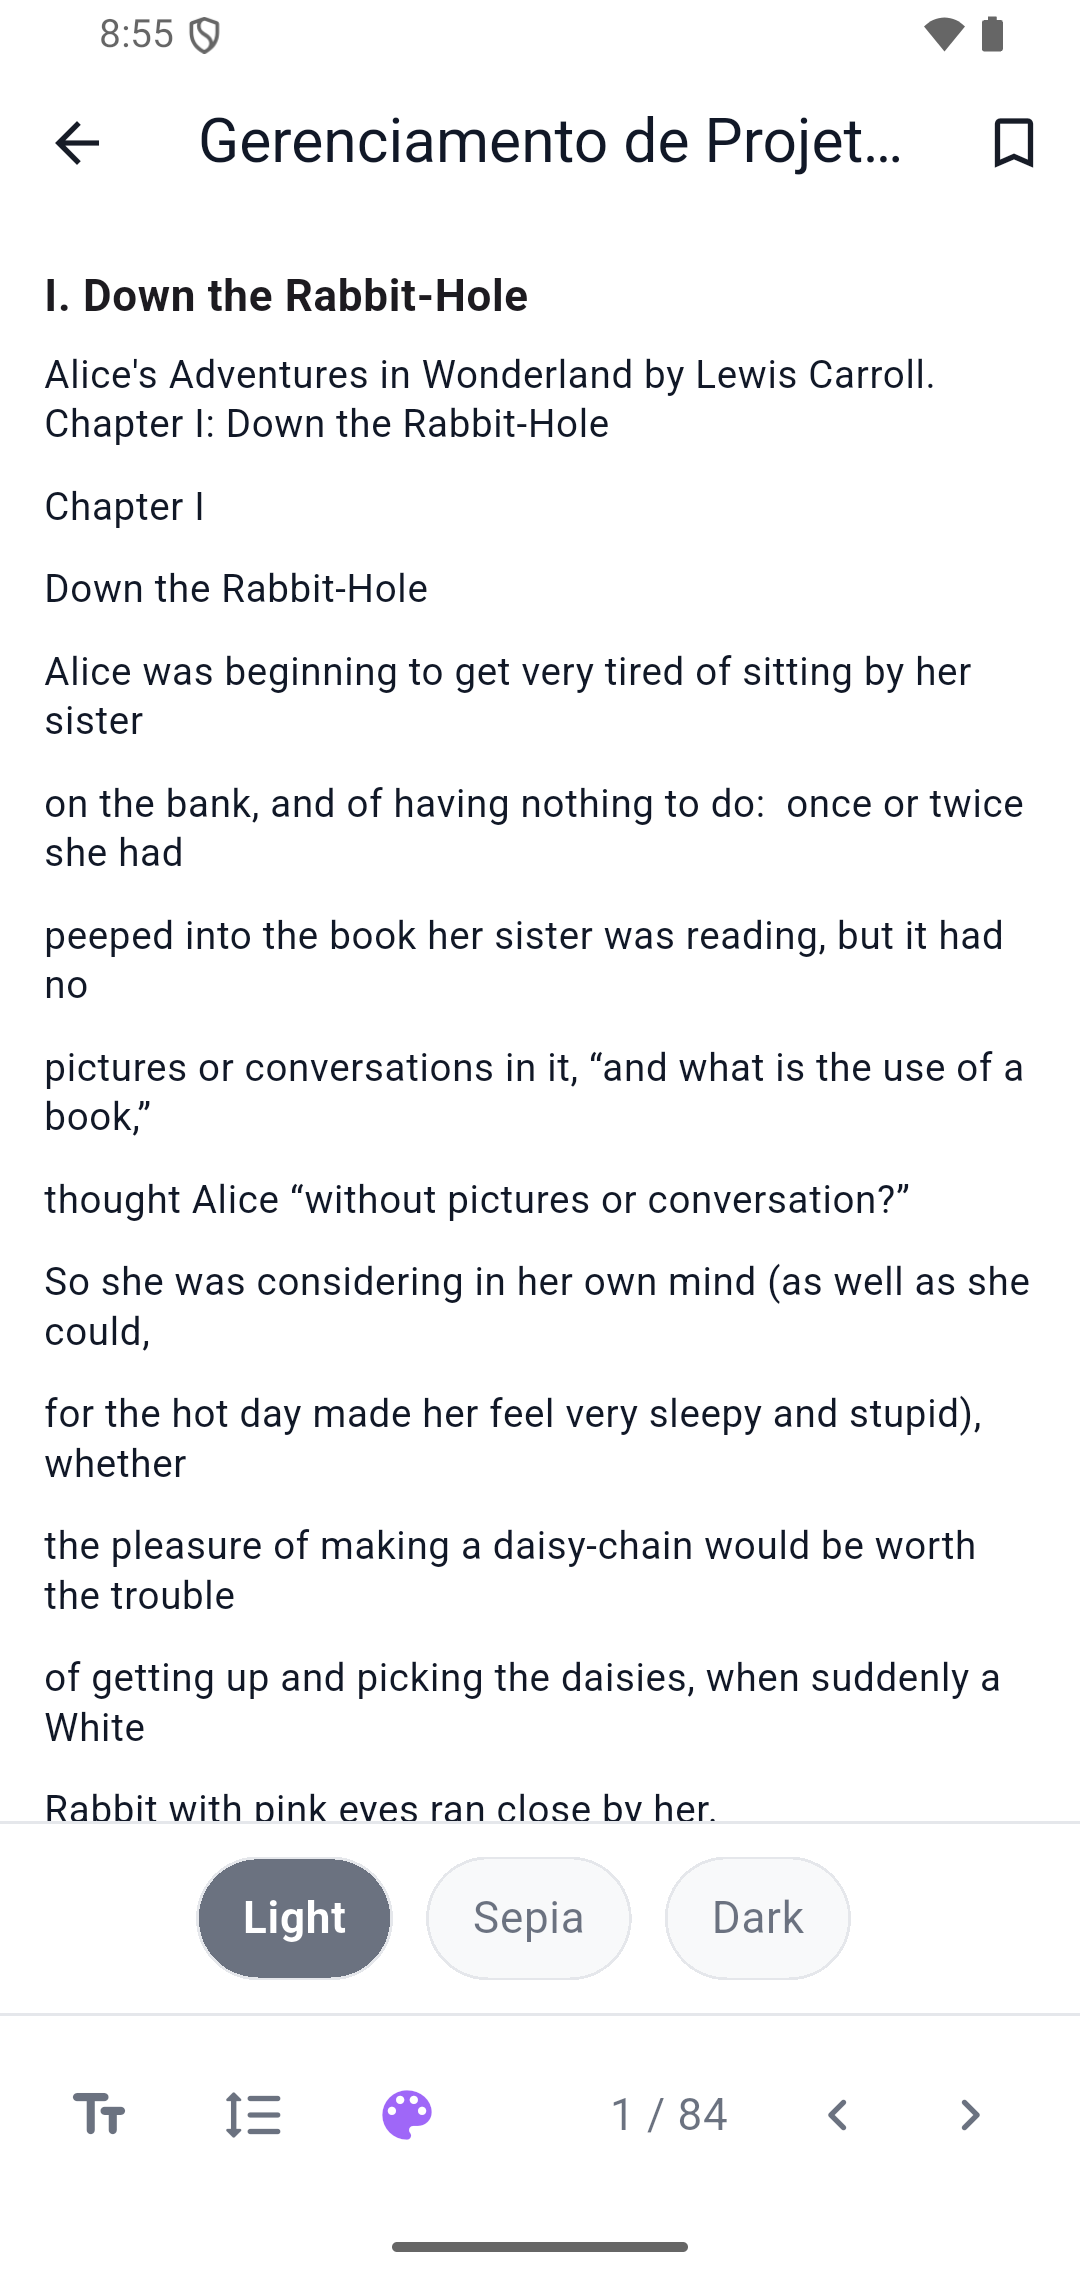 8:55
Gerenciamento de Projet...
I. Down the Rabbit-Hole
Alice's Adventures in Wonderland by Lewis Carroll.
Chapter I: Down the Rabbit-Hole
Chapter I
Down the Rabbit-Hole
Alice was beginning to get very tired of sitting by her
sister
on the bank, and of having nothing to do:  once or twice
she had
peeped into the book her sister was reading, but it had
no
pictures or conversations in it, “and what is the use of a
book,”
thought Alice “without pictures or conversation?”
So she was considering in her own mind (as well as she
could,
for the hot day made her feel very sleepy and stupid),
whether
the pleasure of making a daisy-chain would be worth
the trouble
of getting up and picking the daisies, when suddenly a
White
Rabbit with pink eyes ran close by her.
Light Sepia Dark
1 / 84